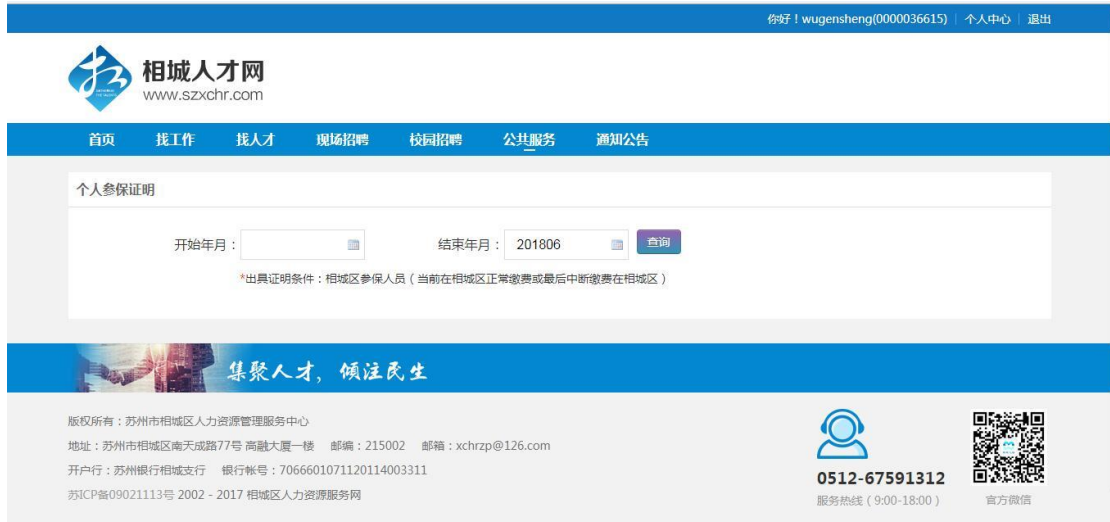 你好！wugensheng(0000036615) | 个人中心 | 退出
相城人才网
www.szxchr.com
首页 找工作 找人才 现场招聘 校园招聘 公共服务 通知公告
个人参保证明
开始年月： 结束年月： 201806 查询
*出具证明条件：相城区参保人员（当前在相城区正常缴费或最后中断缴费在相城区）
集聚人才，倾注民生
版权所有：苏州市相城区人力资源管理服务中心
地址：苏州市相城区南天成路77号 高融大厦一楼 邮编：215002 邮箱：xchrzp@126.com
开户行：苏州银行相城支行 银行帐号：7066601071120114003311
苏ICP备09021113号 2002 - 2017 相城区人力资源服务网
0512-67591312
服务热线（9:00-18:00）
官方微信